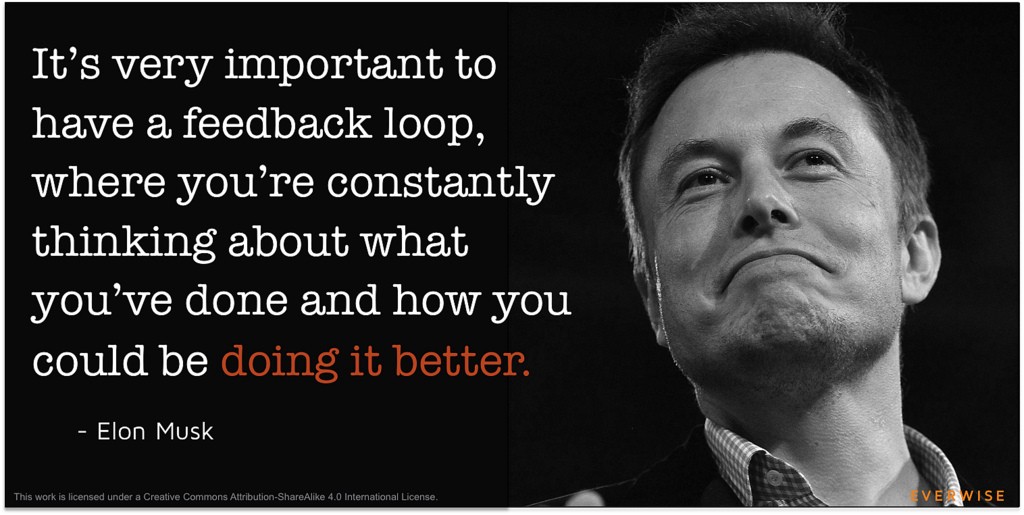 It’s very important to
have a feedback loop,
where you’re constantly
thinking about what
you’ve done and how you
could be doing it better.
- Elon Musk
This work is licensed under a Creative Commons Attribution-ShareAlike 4.0 International License.
EVERWISE